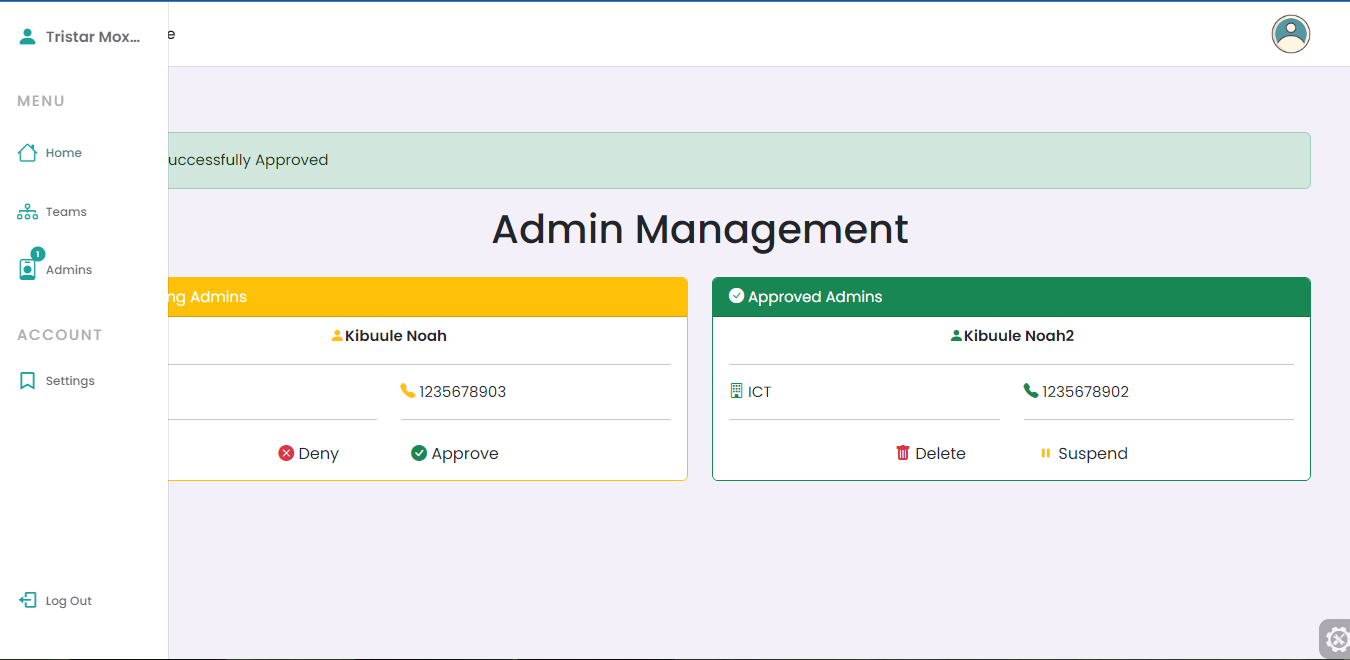 Tristar Mox...
e
MENU
Home
uccessfully Approved
Teams
Admin Management
1
Admins
ng Admins
Approved Admins
Kibuule Noah
Kibuule Noah2
ACCOUNT
Settings
1235678903
ICT
1235678902
Deny
Approve
Delete
Suspend
Log Out